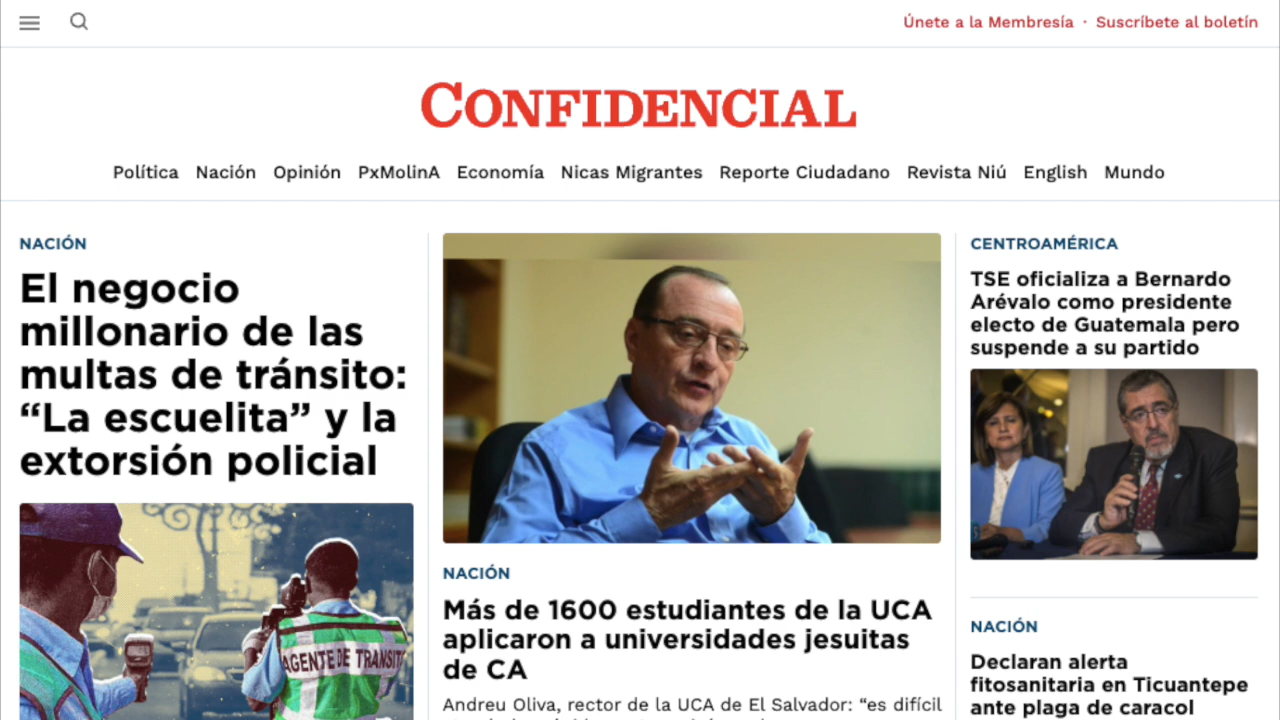 Únete a la Membresía · Suscríbete al boletín
CONFIDENCIAL
Política Nación Opinión PxMolinA Economía Nicas Migrantes Reporte Ciudadano Revista Niú English Mundo
NACIÓN
El negocio
millonario de las
multas de tránsito:
“La escuelita” y la
extorsión policial
AGENTE DE TRANSITO
NACIÓN
Más de 1600 estudiantes de la UCA
aplicaron a universidades jesuitas
de CA
Andreu Oliva, rector de la UCA de El Salvador: “es difícil
CENTROAMÉRICA
TSE oficializa a Bernardo
Arévalo como presidente
electo de Guatemala pero
suspende a su partido
NACIÓN
Declaran alerta
fitosanitaria en Ticuantepe
ante plaga de caracol